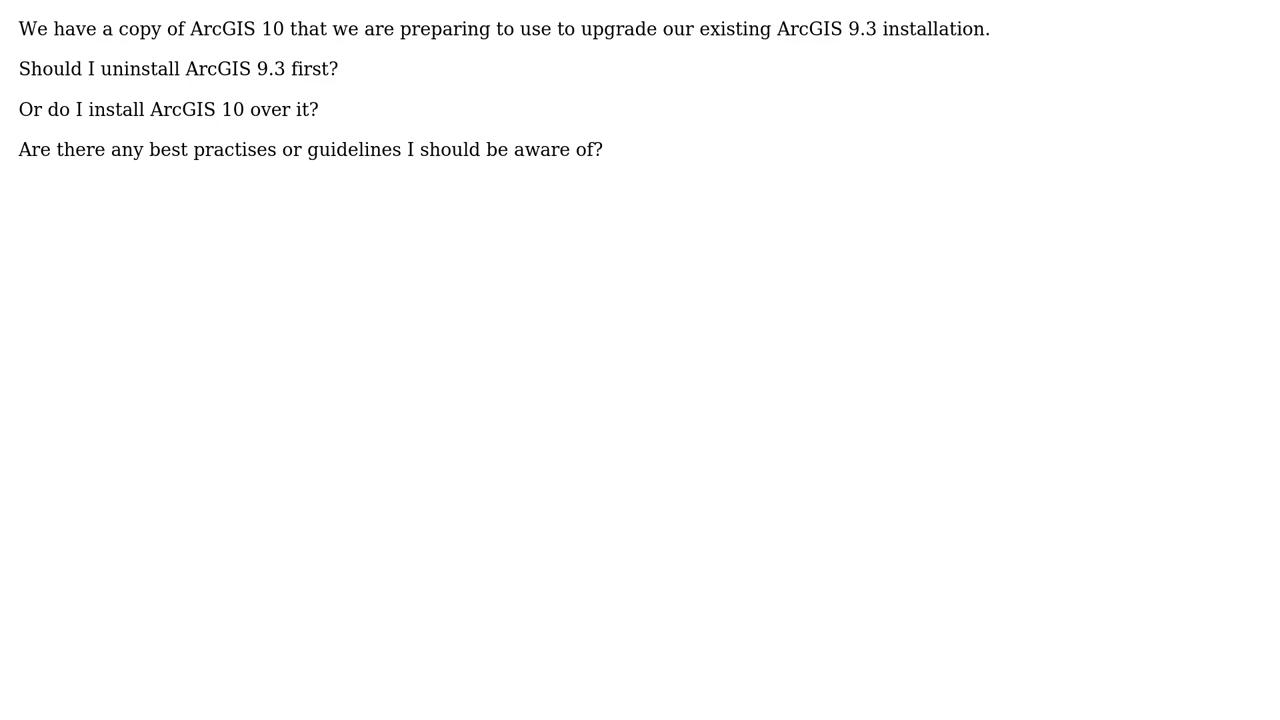 We have a copy of ArcGIS 10 that we are preparing to use to upgrade our existing ArcGIS 9.3 installation.
Should I uninstall ArcGIS 9.3 first?
Or do I install ArcGIS 10 over it?
Are there any best practises or guidelines I should be aware of?